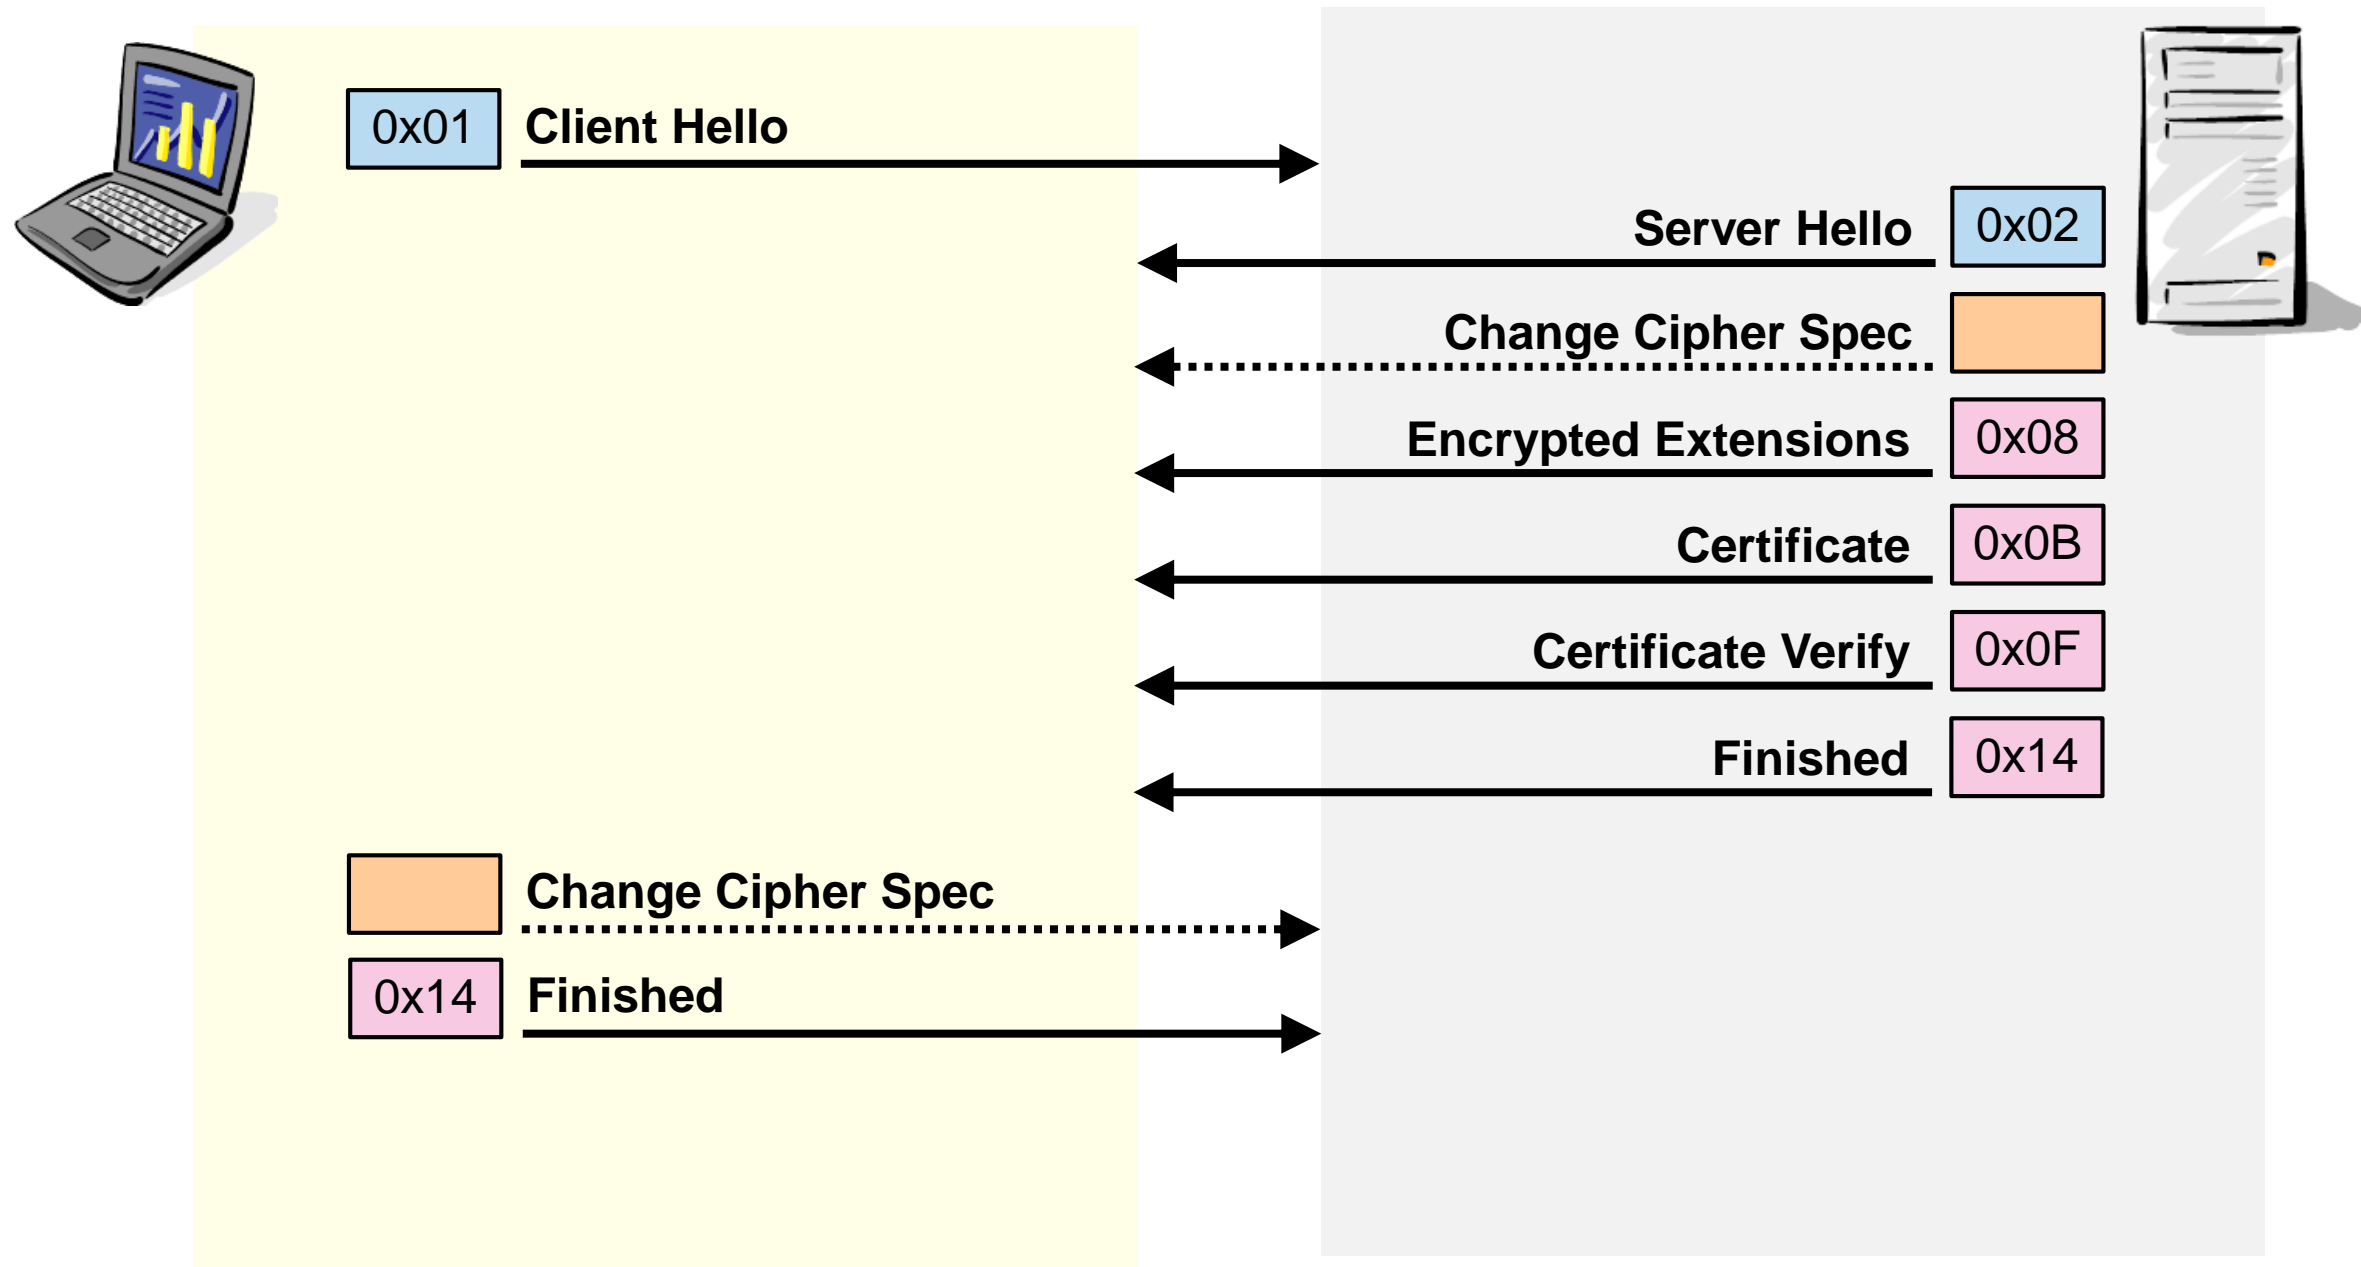 0x01 Client Hello
Server Hello 0x02
Change Cipher Spec
Encrypted Extensions 0x08
Certificate 0x0B
Certificate Verify 0x0F
Finished 0x14
Change Cipher Spec
0x14 Finished